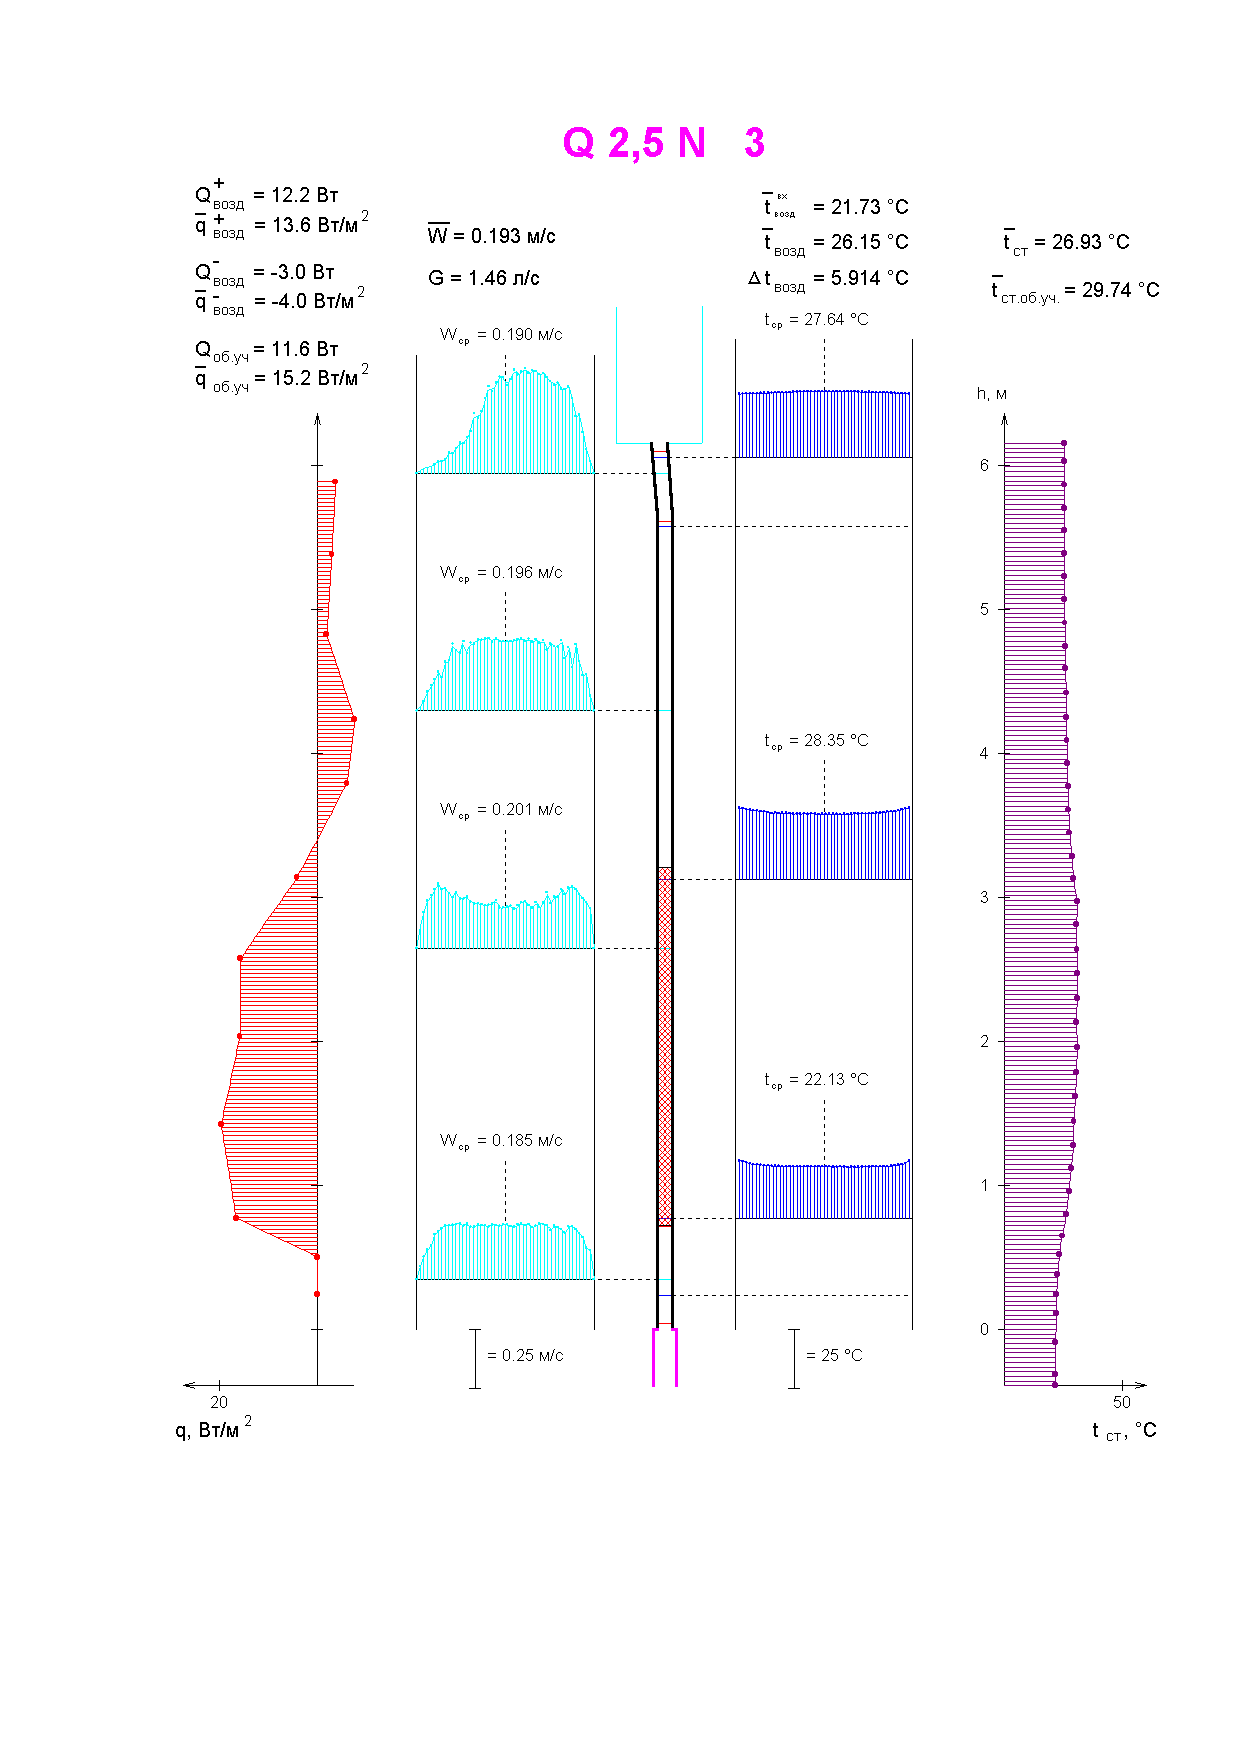 Q 2,5 N 3
Q⁺возд = 12.2 Вт
q̅⁺возд = 13.6 Вт/м²
Q⁻возд = -3.0 Вт
q̅⁻возд = -4.0 Вт/м²
Qоб.уч = 11.6 Вт
q̅об.уч = 15.2 Вт/м²
W̅ = 0.193 м/с
G = 1.46 л/с
t̅ᵇˣвозд = 21.73 °C
t̅возд = 26.15 °C
Δtвозд = 5.914 °C
t̅ст = 26.93 °C
t̅ст.об.уч. = 29.74 °C
Wср = 0.190 м/с
Wср = 0.196 м/с
Wср = 0.201 м/с
Wср = 0.185 м/с
= 0.25 м/с
tср = 27.64 °C
tср = 28.35 °C
tср = 22.13 °C
= 25 °C
h, м
6
5
4
3
2
1
0
20
q, Вт/м²
50
tст, °C